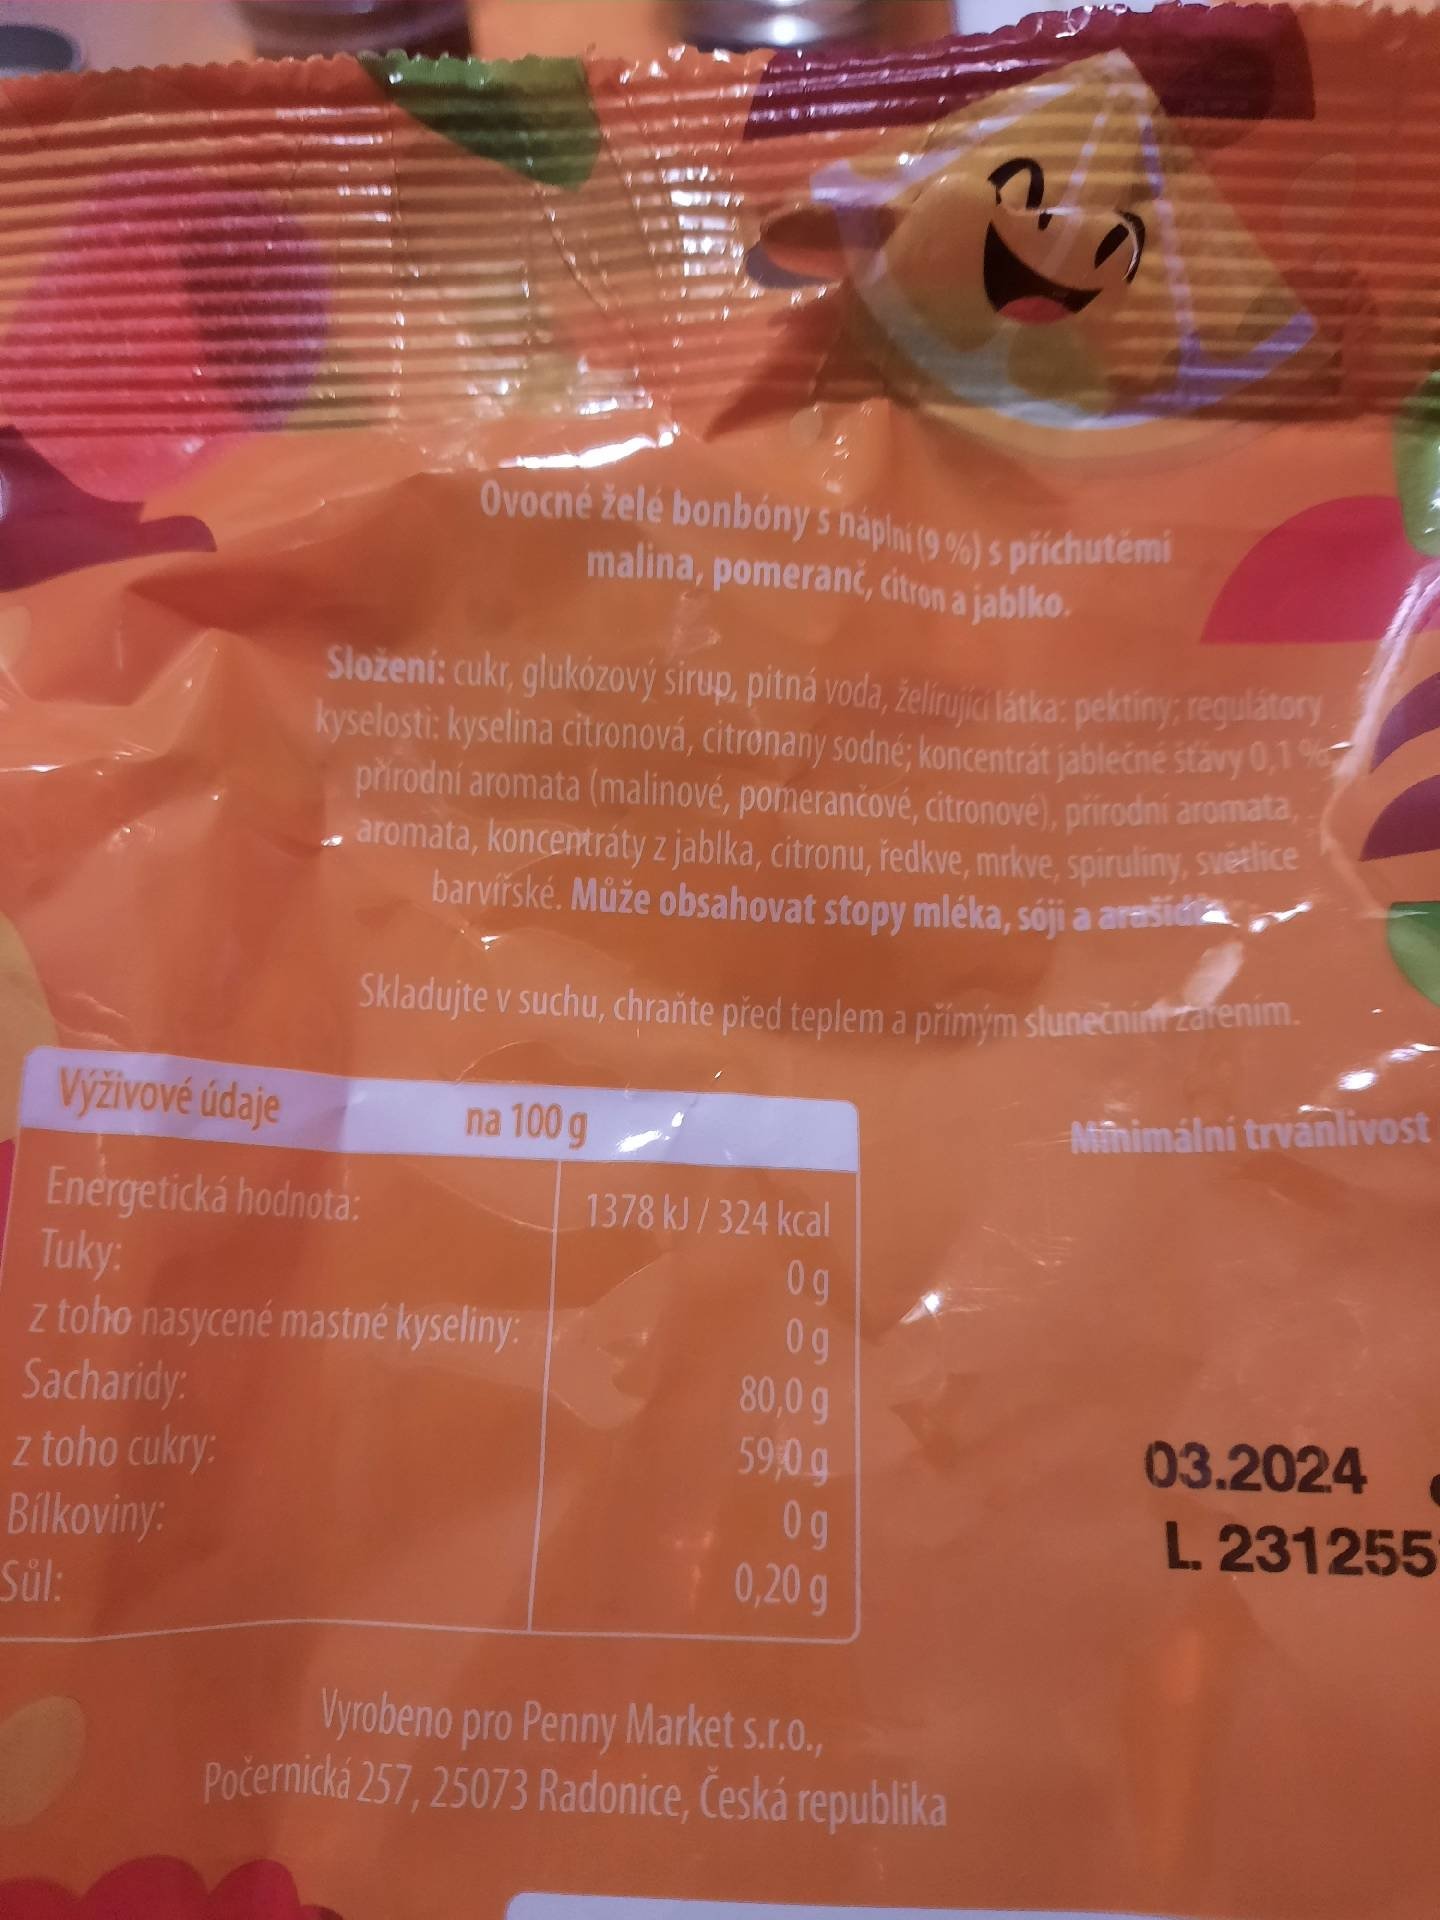 Ovocné želé bonbóny s náplní (9 %) s příchutěmi
malina, pomeranč, citron a jablko.
Složení: cukr, glukózový sirup, pitná voda, želírující látka: pektiny; regulátory
kyselosti: kyselina citronová, citronany sodné; koncentrát jablečné šťávy 0,1 %,
přírodní aromata (malinové, pomerančové, citronové), přírodní aromata,
aromata, koncentráty z jablka, citronu, ředkve, mrkve, spiruliny, světlice
barvířské. Může obsahovat stopy mléka, sóji a
Skladujte v suchu, chraňte před teplem a přímým slunečním zářením.
Výživové údaje na 100 g
Energetická hodnota: 1378 kJ / 324 kcal
Tuky: 0 g
z toho nasycené mastné kyseliny: 0 g
Sacharidy: 80,0 g
z toho cukry: 59,0 g
Bílkoviny: 0 g
Sůl: 0,20 g
Minimální trvanlivost
03.2024
L 231255
Vyrobeno pro Penny Market s.r.o.,
Počernická 257, 25073 Radonice, Česká republika